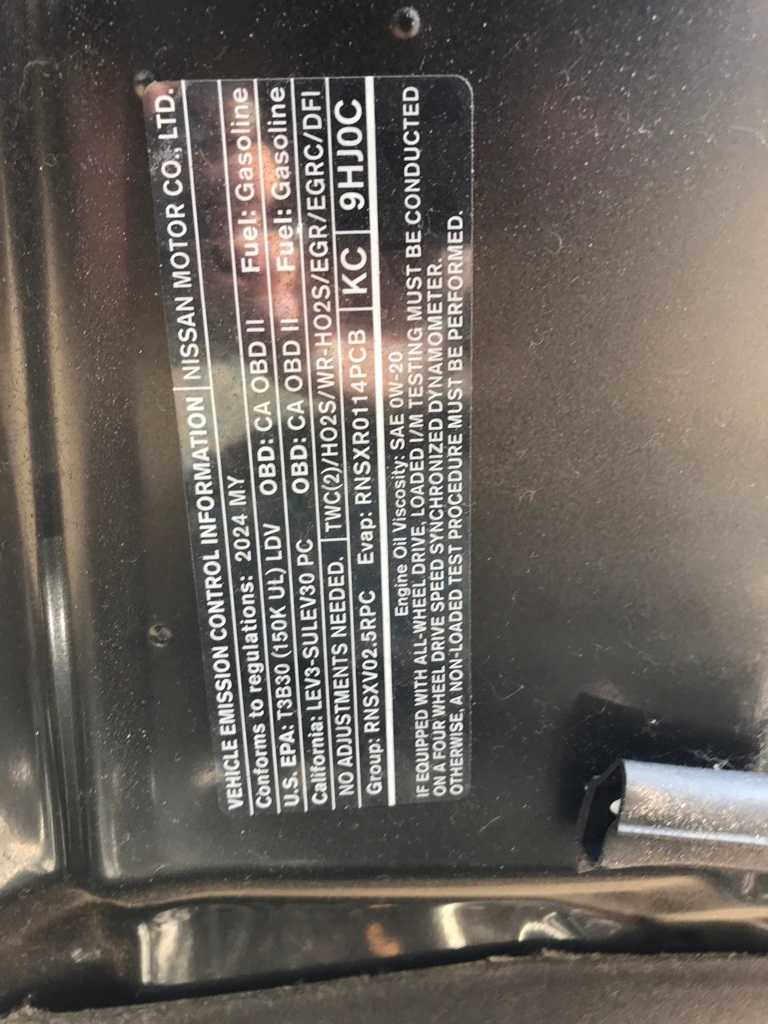 VEHICLE EMISSION CONTROL INFORMATION NISSAN MOTOR CO., LTD.
Conforms to regulations: 2024 MY Fuel: Gasoline
U.S. EPA: T3B30 (150K UL) LDV OBD: CA OBD II Fuel: Gasoline
California: LEV3-SULEV30 PC OBD: CA OBD II
NO ADJUSTMENTS NEEDED. TWC(2)/HO2S/WR-HO2S/EGR/EGRC/DFI
Group: RNSXV02.5RPC Evap: RNSXR0114PCB KC 9HJ0C
Engine Oil Viscosity: SAE 0W-20
IF EQUIPPED WITH ALL-WHEEL DRIVE, LOADED I/M TESTING MUST BE CONDUCTED
ON A FOUR WHEEL DRIVE SPEED SYNCHRONIZED DYNAMOMETER.
OTHERWISE, A NON-LOADED TEST PROCEDURE MUST BE PERFORMED.